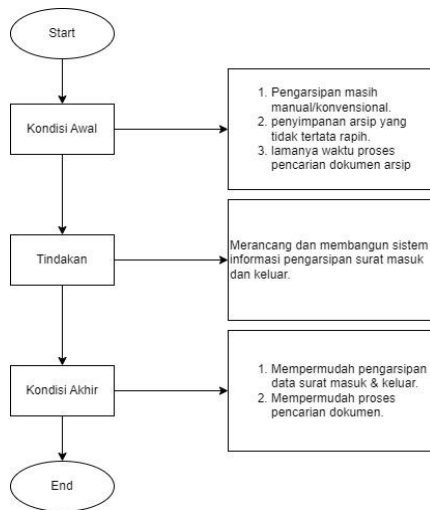 Start
Kondisi Awal
1. Pengarsipan masih
manual/konvensional.
2. penyimpanan arsip yang
tidak tertata rapih.
3. lamanya waktu proses
pencarian dokumen arsip
Tindakan
Merancang dan membangun sistem
informasi pengarsipan surat masuk
dan keluar.
Kondisi Akhir
1. Mempermudah pengarsipan
data surat masuk & keluar.
2. Mempermudah proses
pencarian dokumen.
End